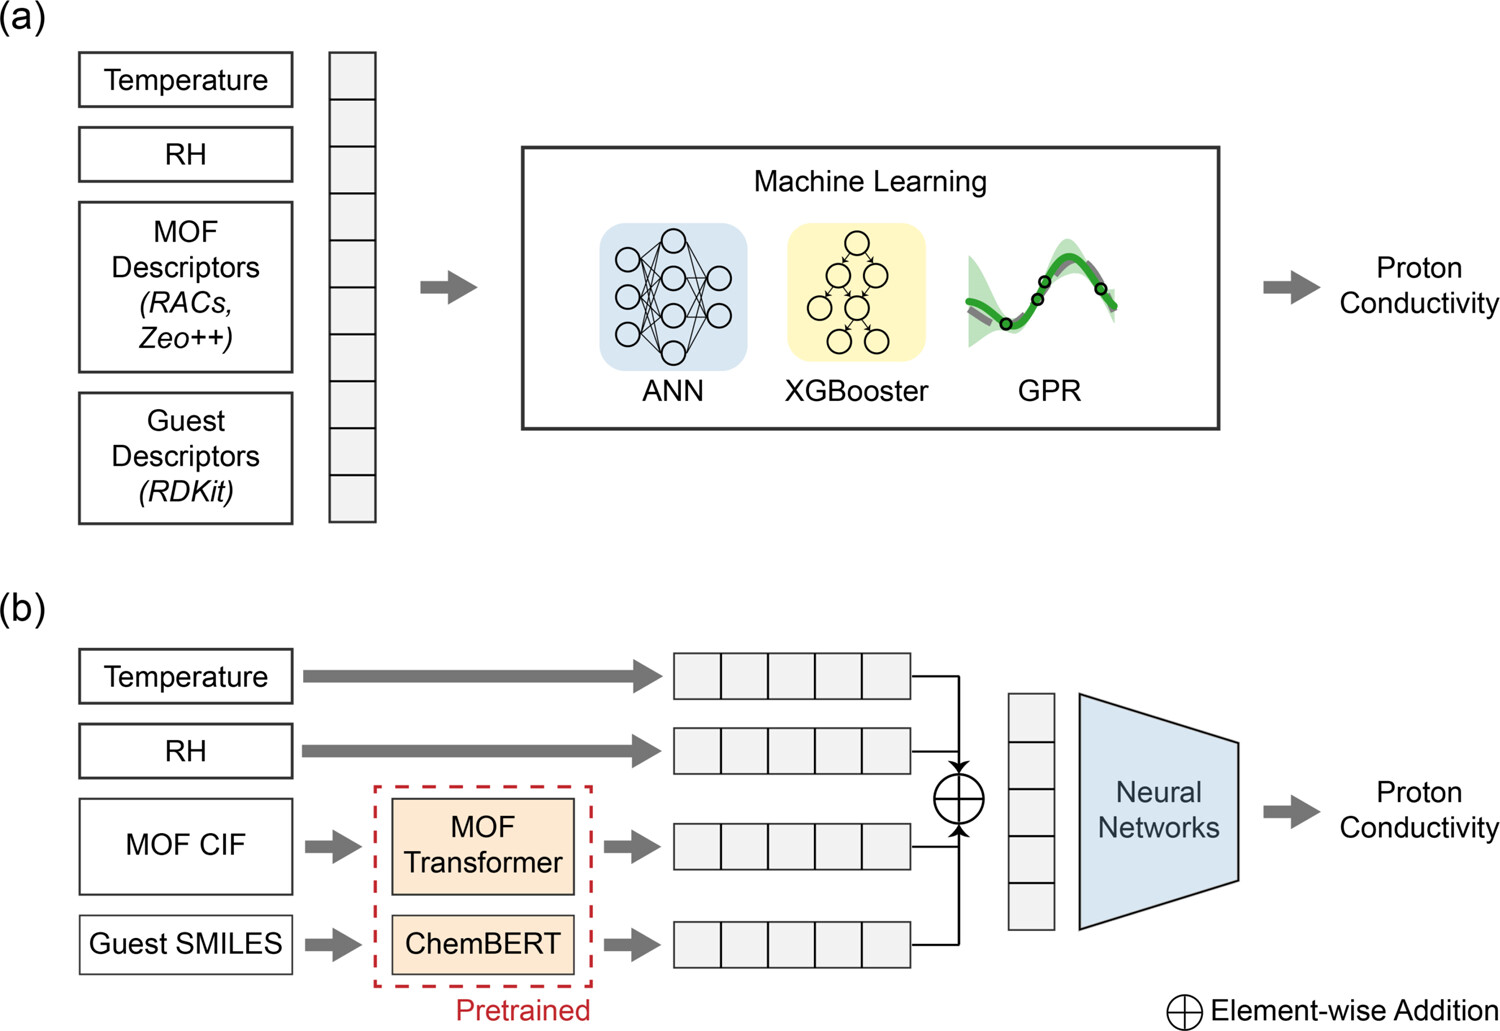 (a)
Temperature
RH
MOF
Descriptors
(RACs,
Zeo++)
Guest
Descriptors
(RDKit)
Machine Learning
ANN
XGBooster
GPR
Proton
Conductivity
(b)
Temperature
RH
MOF CIF
MOF
Transformer
Guest SMILES
ChemBERT
Pretrained
Neural
Networks
Proton
Conductivity
Element-wise Addition